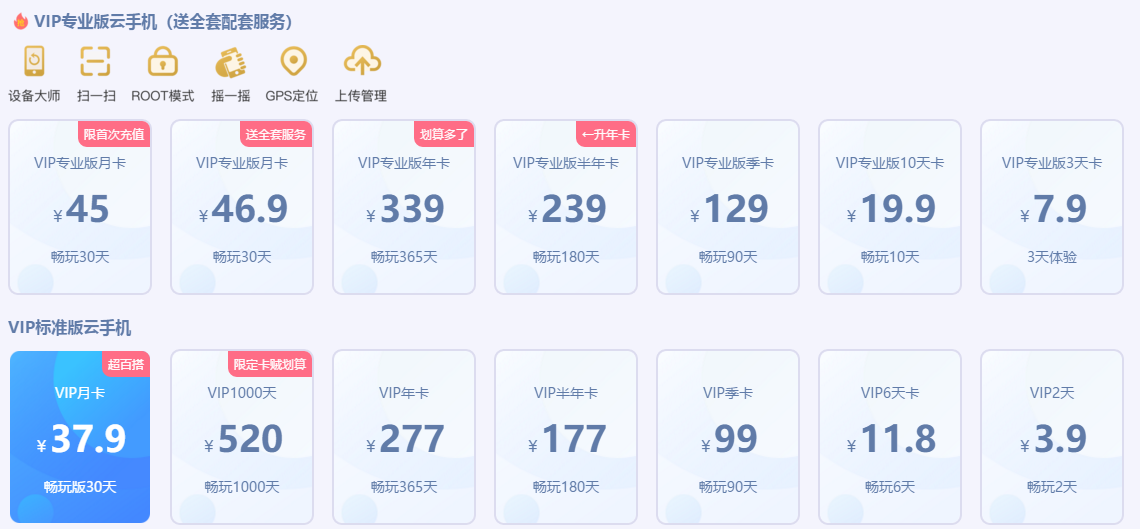 VIP专业版云手机（送全套配套服务）
设备大师 扫一扫 ROOT模式 摇一摇 GPS定位 上传管理
限首次充值 送全套服务 划算多了 ←升年卡
VIP专业版月卡 VIP专业版月卡 VIP专业版年卡 VIP专业版半年卡 VIP专业版季卡 VIP专业版10天卡 VIP专业版3天卡
¥45 ¥46.9 ¥339 ¥239 ¥129 ¥19.9 ¥7.9
畅玩30天 畅玩30天 畅玩365天 畅玩180天 畅玩90天 畅玩10天 3天体验
VIP标准版云手机
超百搭 限定卡贼划算
VIP月卡 VIP1000天 VIP年卡 VIP半年卡 VIP季卡 VIP6天卡 VIP2天
¥37.9 ¥520 ¥277 ¥177 ¥99 ¥11.8 ¥3.9
畅玩版30天 畅玩1000天 畅玩365天 畅玩180天 畅玩90天 畅玩6天 畅玩2天